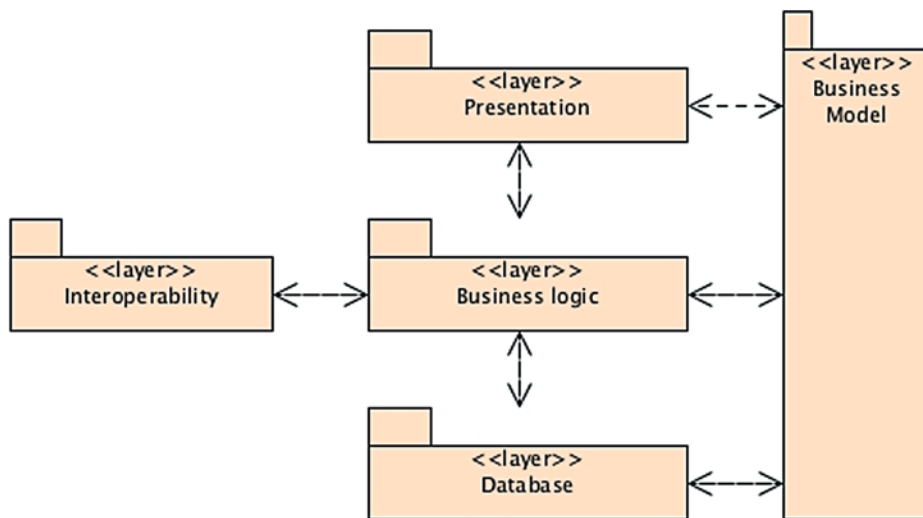 <<layer>>
Presentation
<<layer>>
Business
Model
<<layer>>
Interoperability
<<layer>>
Business logic
<<layer>>
Database